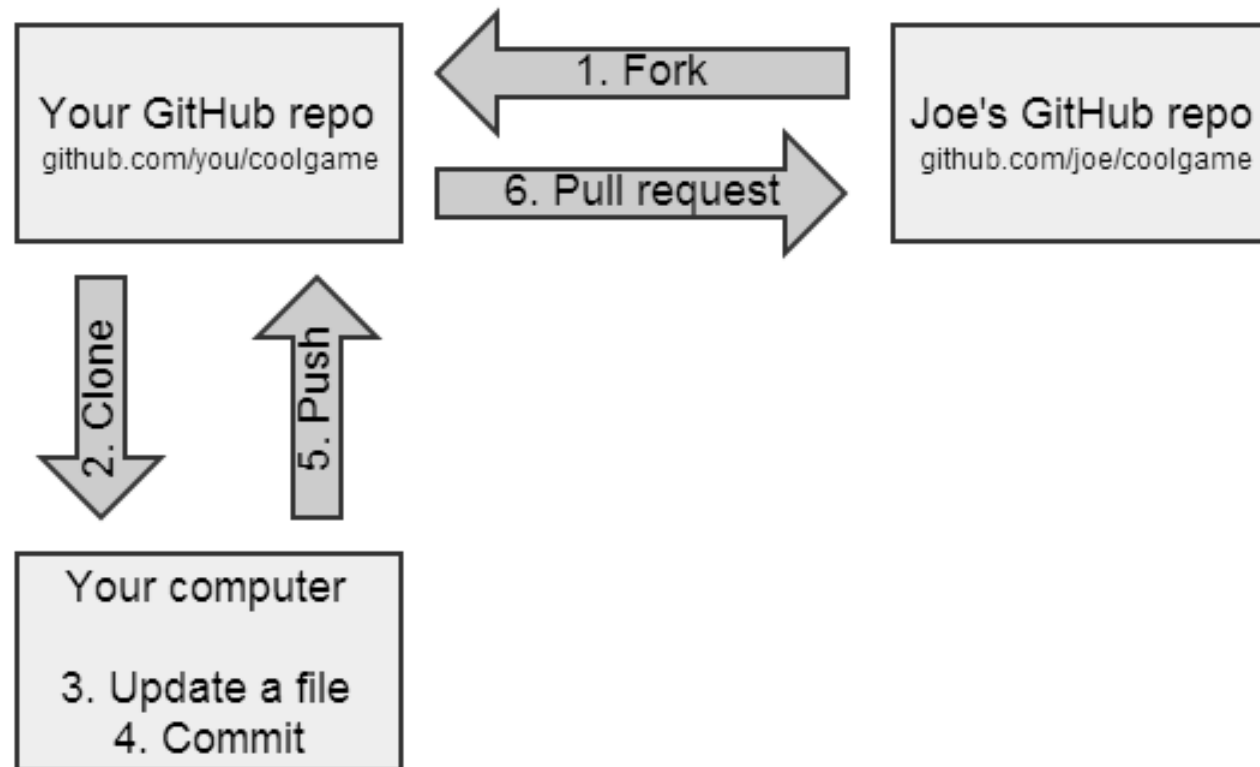 Your GitHub repo
github.com/you/coolgame
1. Fork
6. Pull request
Joe's GitHub repo
github.com/joe/coolgame
2. Clone
5. Push
Your computer
3. Update a file
4. Commit